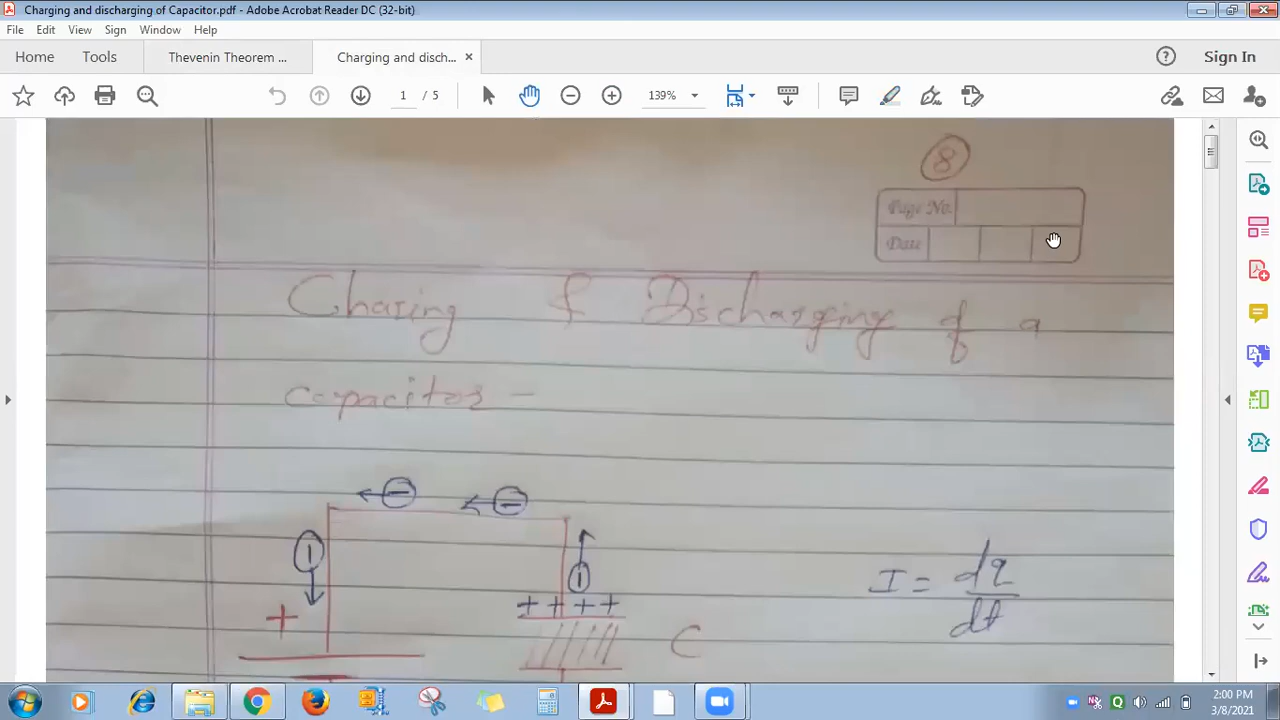 Charging and discharging of Capacitor.pdf - Adobe Acrobat Reader DC (32-bit)
File Edit View Sign Window Help
Home Tools Thevenin Theorem ... Charging and disch... × Sign In
1 / 5 139%
8
Page No.
Date
Charing & Discharging of a
capacitor -
I = dq
dt
+ + + +
+
C
2:00 PM
3/8/2021